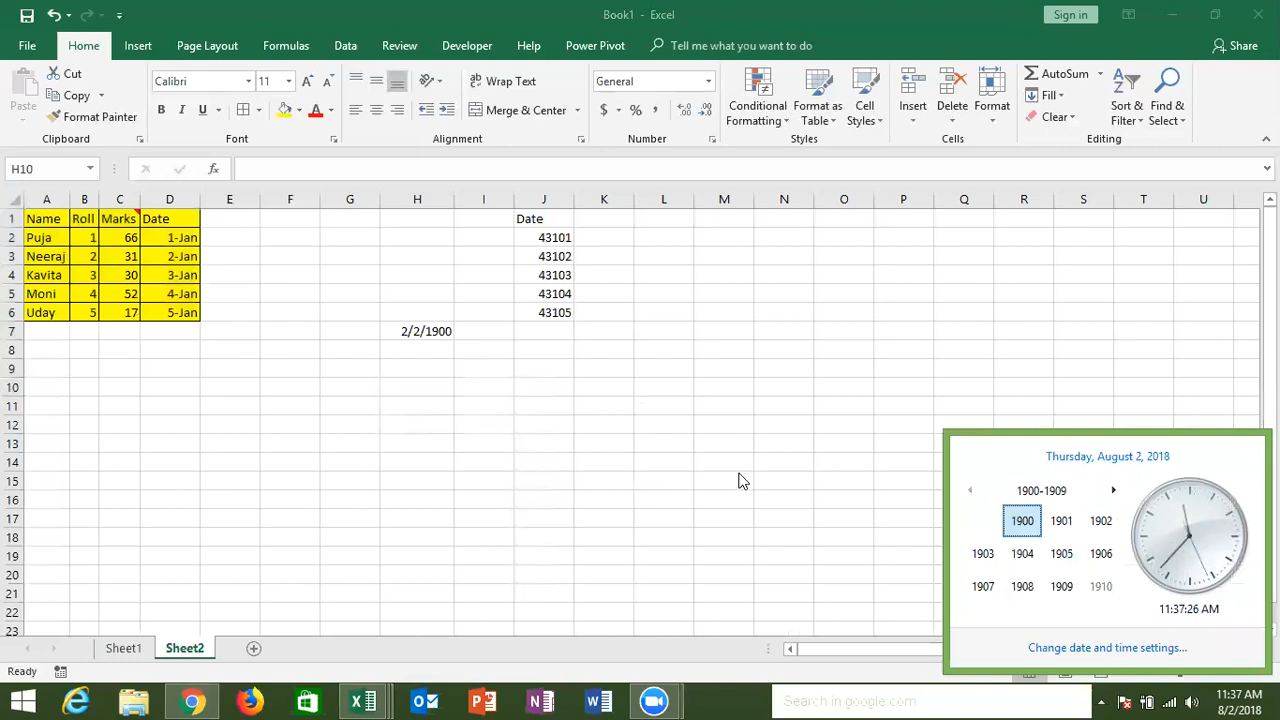 Book1 - Excel
Sign in
File Home Insert Page Layout Formulas Data Review View Developer Help Power Pivot Tell me what you want to do Share
Paste
Cut
Copy
Format Painter
Clipboard
Calibri 11
B I U
Font
Wrap Text
Merge & Center
Alignment
General
$ % ,
Number
Conditional Formatting
Format as Table
Cell Styles
Styles
Insert
Delete
Format
Cells
AutoSum
Fill
Clear
Sort & Filter
Find & Select
Editing
H10
fx
A B C D E F G H I J K L M N O P Q R S T U
1 Name Roll Marks Date Date
2 Puja 1 66 1-Jan 43101
3 Neeraj 2 31 2-Jan 43102
4 Kavita 3 30 3-Jan 43103
5 Moni 4 52 4-Jan 43104
6 Uday 5 17 5-Jan 43105
7 2/2/1900
8
9
10
11
12
13
14
15
16
17
18
19
20
21
22
23
Thursday, August 2, 2018
1900-1909
1900 1901 1902
1903 1904 1905 1906
1907 1908 1909 1910
11:37:26 AM
Change date and time settings...
Sheet1 Sheet2
Ready
Search in google.com
11:37 AM
8/2/2018